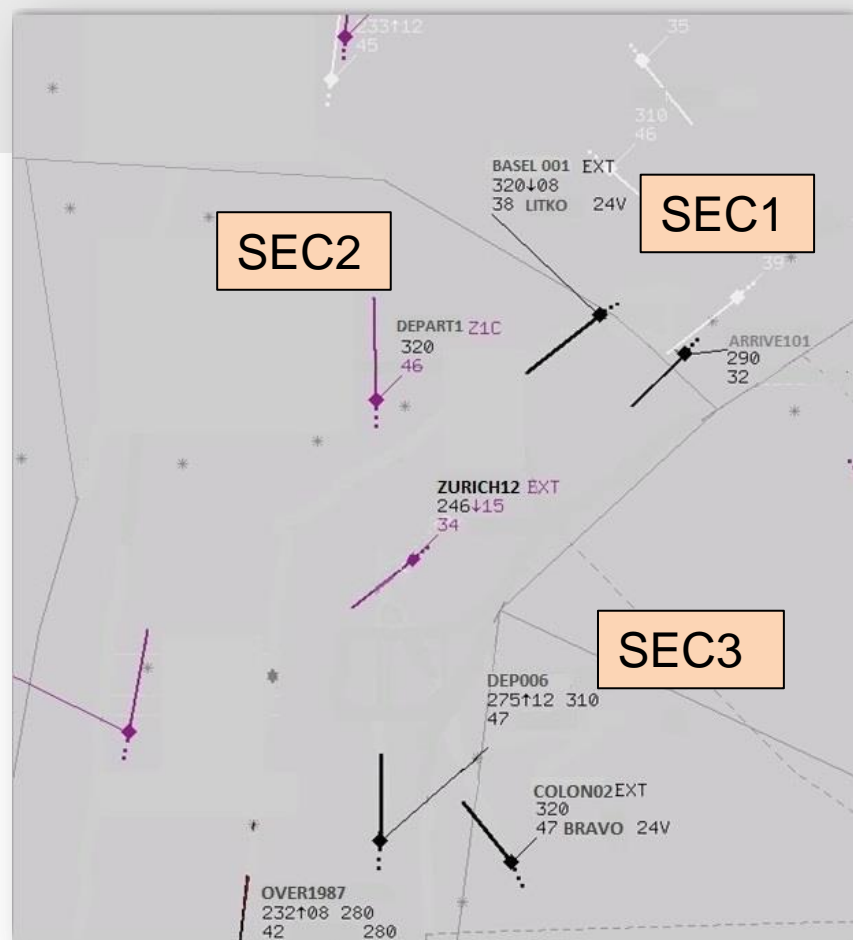 233↑12
45
35
310
46
BASEL 001 EXT
320↓08
38 LITKO 24V
SEC1
SEC2
39
DEPART1 Z1C
320
46
ARRIVE101
290
32
ZURICH12 EXT
246↓15
34
SEC3
DEP006
275↑12 310
47
COLON02EXT
320
47 BRAVO 24V
OVER1987
232↑08 280
42 280